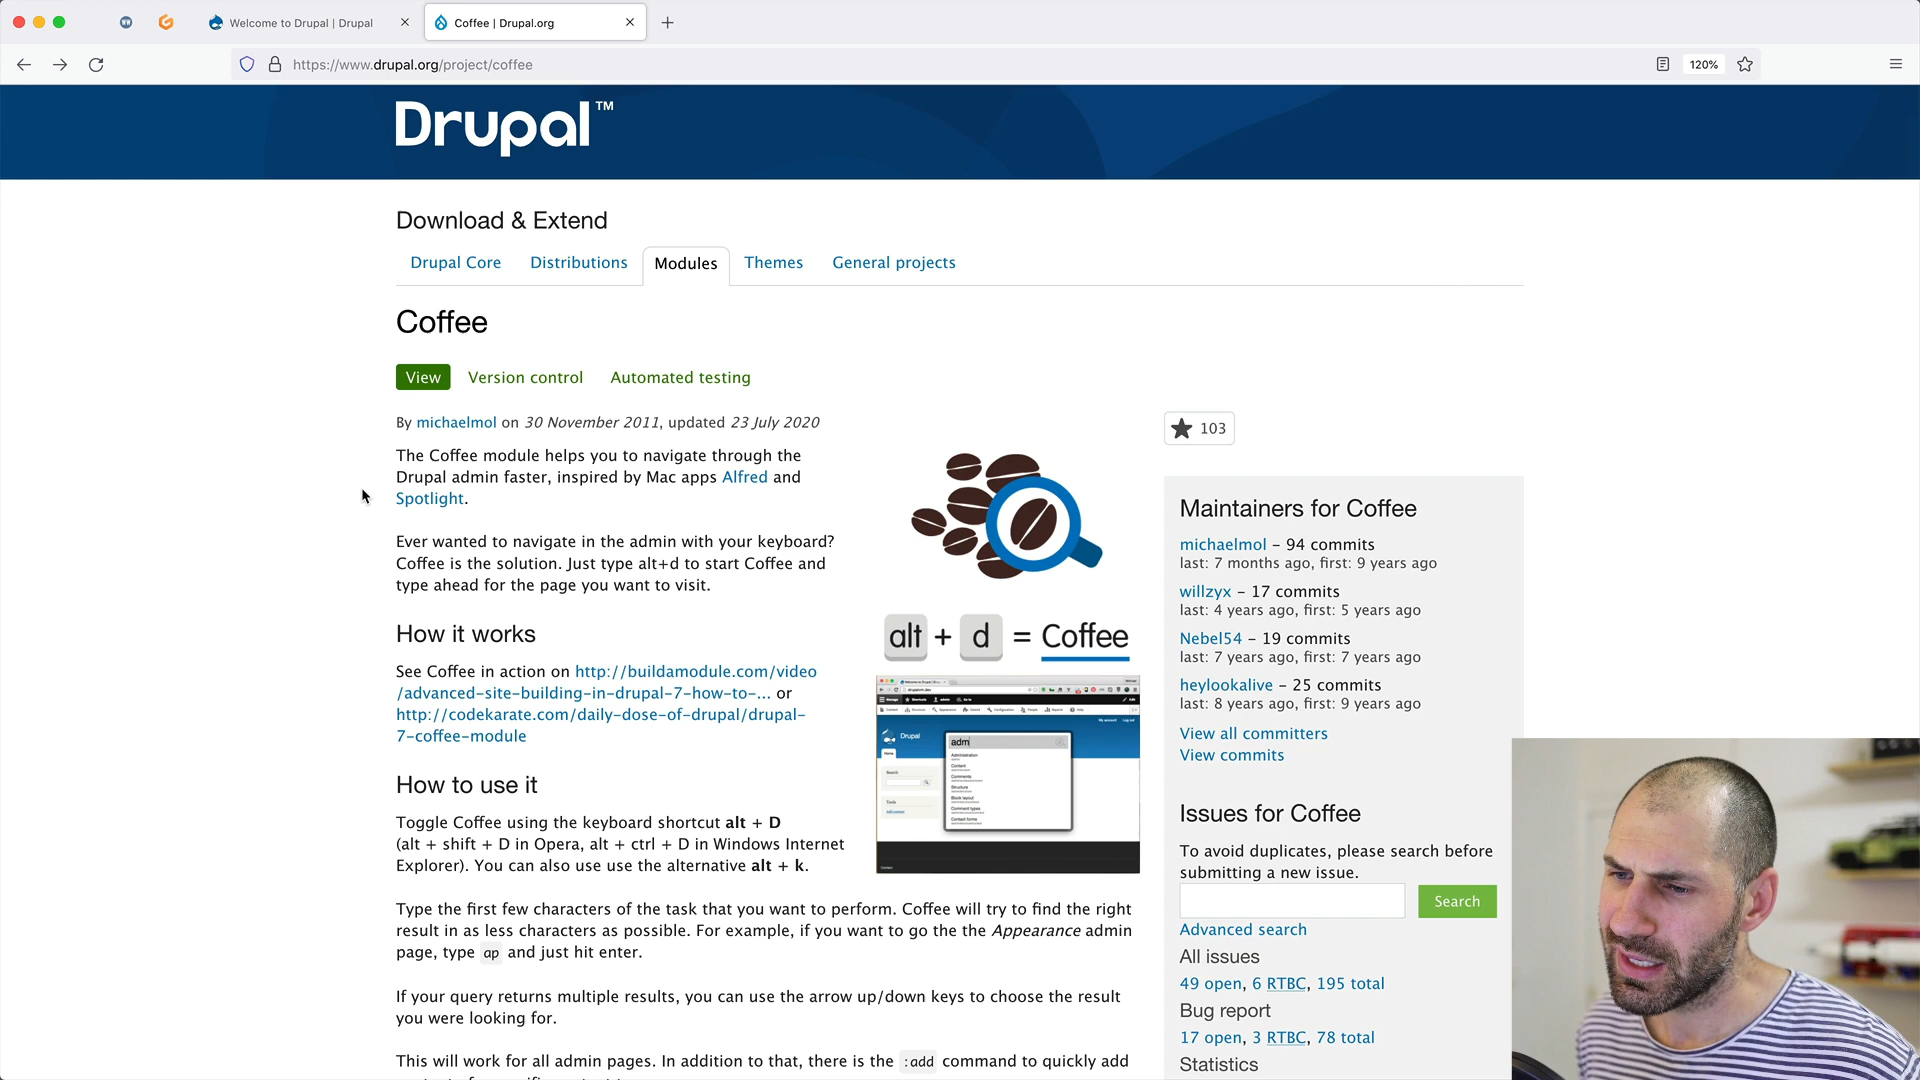 Welcome to Drupal | Drupal
Coffee | Drupal.org
https://www.drupal.org/project/coffee
120%
Drupal™
Download & Extend
Drupal Core
Distributions
Modules
Themes
General projects
Coffee
View
Version control
Automated testing
By michaelmol on 30 November 2011, updated 23 July 2020
The Coffee module helps you to navigate through the
Drupal admin faster, inspired by Mac apps Alfred and
Spotlight.
Ever wanted to navigate in the admin with your keyboard?
Coffee is the solution. Just type alt+d to start Coffee and
type ahead for the page you want to visit.
How it works
See Coffee in action on http://buildamodule.com/video
/advanced-site-building-in-drupal-7-how-to-... or
http://codekarate.com/daily-dose-of-drupal/drupal-
7-coffee-module
How to use it
Toggle Coffee using the keyboard shortcut alt + D
(alt + shift + D in Opera, alt + ctrl + D in Windows Internet
Explorer). You can also use use the alternative alt + k.
Type the first few characters of the task that you want to perform. Coffee will try to find the right
result in as less characters as possible. For example, if you want to go the the Appearance admin
page, type ap and just hit enter.
If your query returns multiple results, you can use the arrow up/down keys to choose the result
you were looking for.
This will work for all admin pages. In addition to that, there is the :add command to quickly add
alt + d = Coffee
Drupal
adm
Administration
Content
Comments
Structure
Block layout
Comment types
Contact forms
103
Maintainers for Coffee
michaelmol – 94 commits
last: 7 months ago, first: 9 years ago
willzyx – 17 commits
last: 4 years ago, first: 5 years ago
Nebel54 – 19 commits
last: 7 years ago, first: 7 years ago
heylookalive – 25 commits
last: 8 years ago, first: 9 years ago
View all committers
View commits
Issues for Coffee
To avoid duplicates, please search before
submitting a new issue.
Search
Advanced search
All issues
49 open, 6 RTBC, 195 total
Bug report
17 open, 3 RTBC, 78 total
Statistics